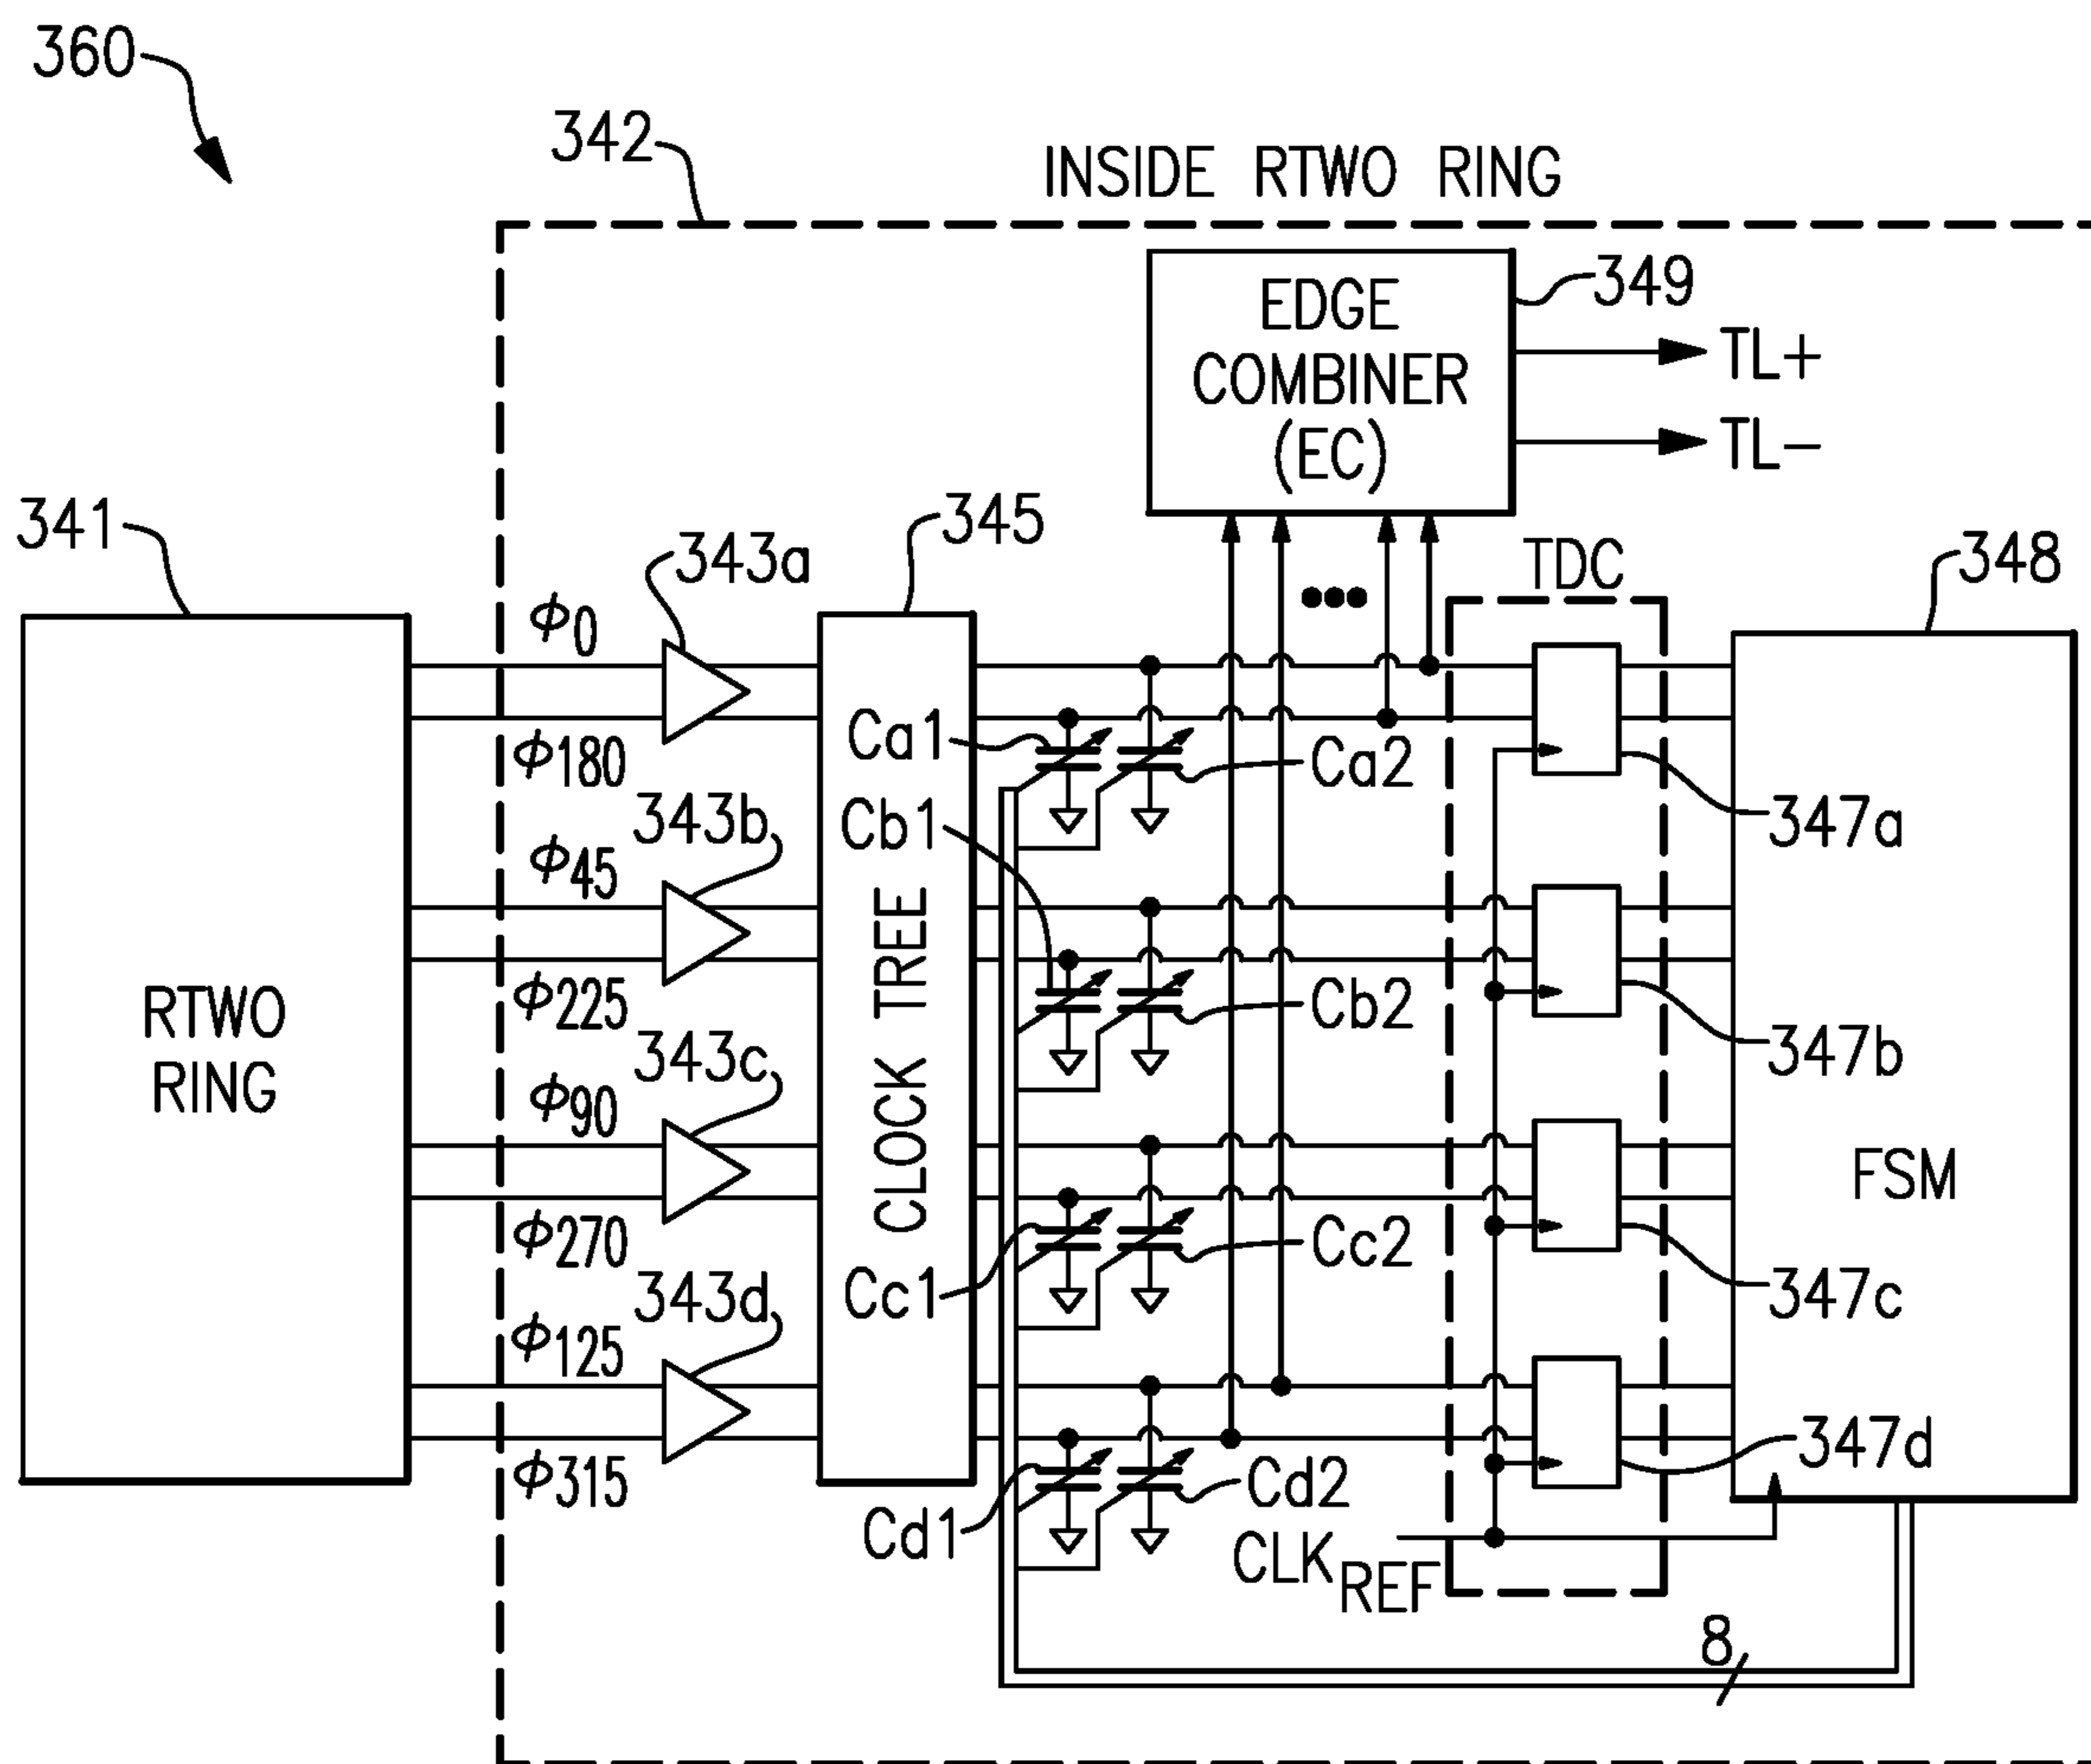 360
342
INSIDE RTWO RING
EDGE
COMBINER
(EC)
349
TL+
TL-
341
345
343a
TDC
348
ϕ0
ϕ180
Ca1
Ca2
347a
343b
Cb1
ϕ45
ϕ225
Cb2
347b
RTWO
RING
CLOCK TREE
343c
ϕ90
ϕ270
Cc1
Cc2
347c
FSM
343d
ϕ125
ϕ315
Cd1
Cd2
347d
CLKREF
8